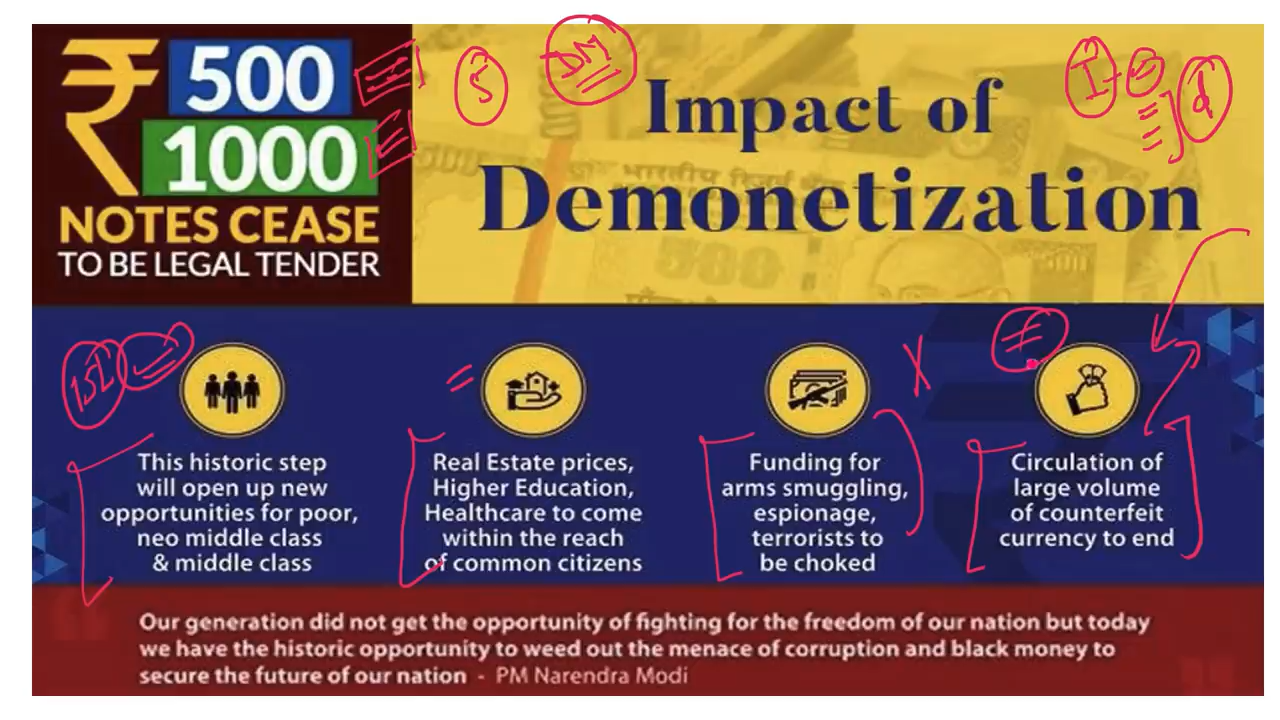 ₹ 500
1000
NOTES CEASE
TO BE LEGAL TENDER
5
DM
Impact of
Demonetization
I-B
d
भारतीय रिज़र्व बैंक
500
1st
This historic step
will open up new
opportunities for poor,
neo middle class
& middle class
Real Estate prices,
Higher Education,
Healthcare to come
within the reach
of common citizens
Funding for
arms smuggling,
espionage,
terrorists to
be choked
X
Circulation of
large volume
of counterfeit
currency to end
Our generation did not get the opportunity of fighting for the freedom of our nation but today
we have the historic opportunity to weed out the menace of corruption and black money to
secure the future of our nation - PM Narendra Modi